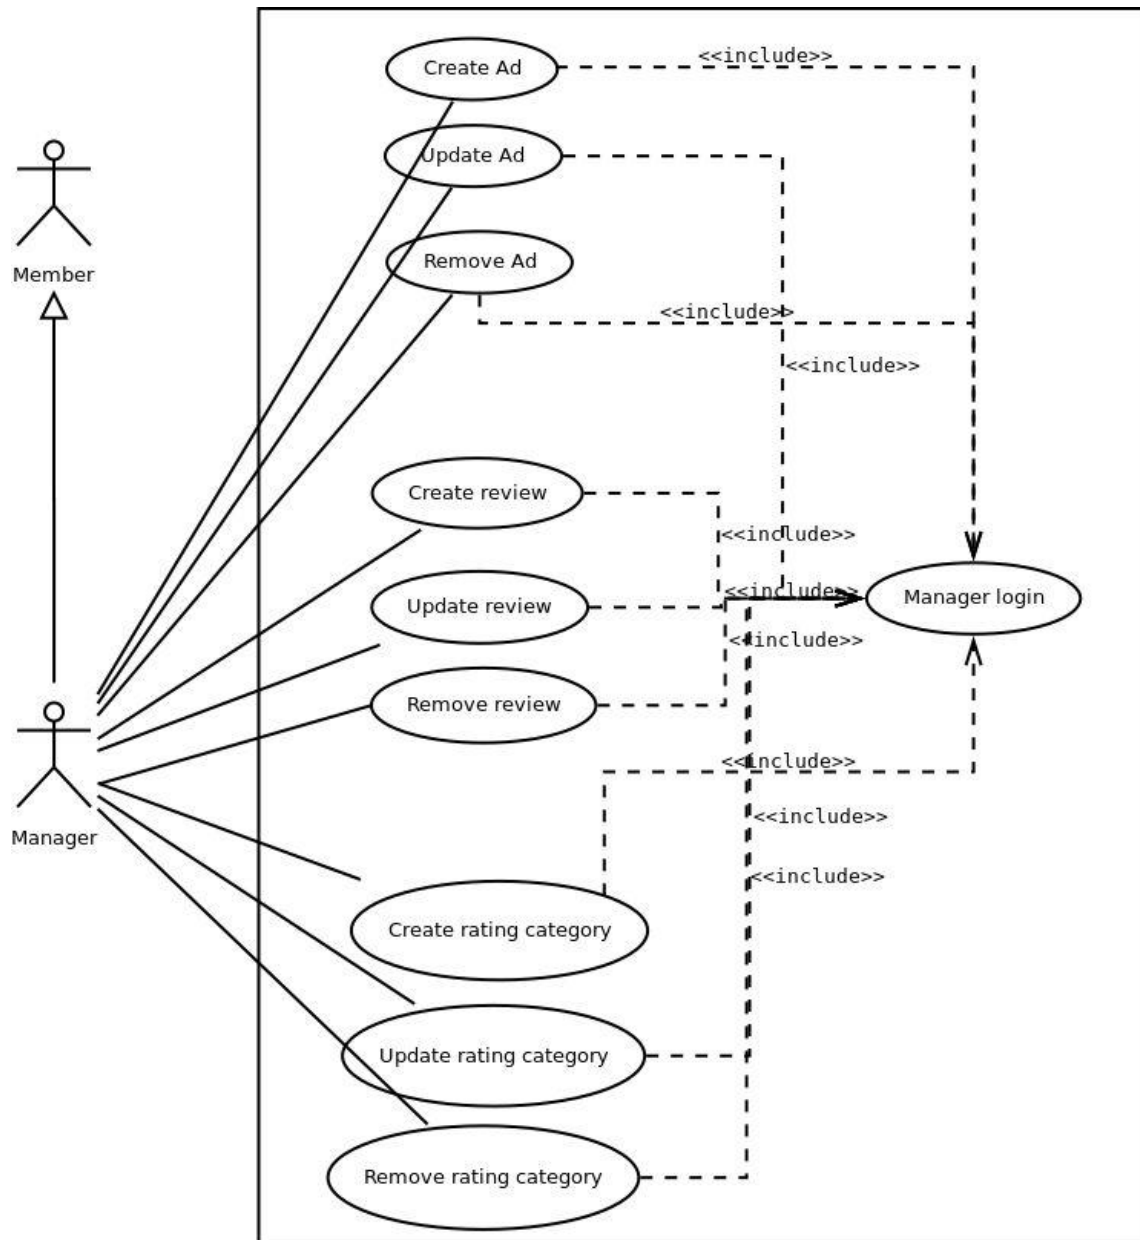 Create Ad
<<include>>
Update Ad
Remove Ad
Member
<<include>>
<<include>>
Create review
<<include>>
<<include>>
Manager login
Update review
<<include>>
Remove review
<<include>>
<<include>>
Manager
<<include>>
Create rating category
Update rating category
Remove rating category